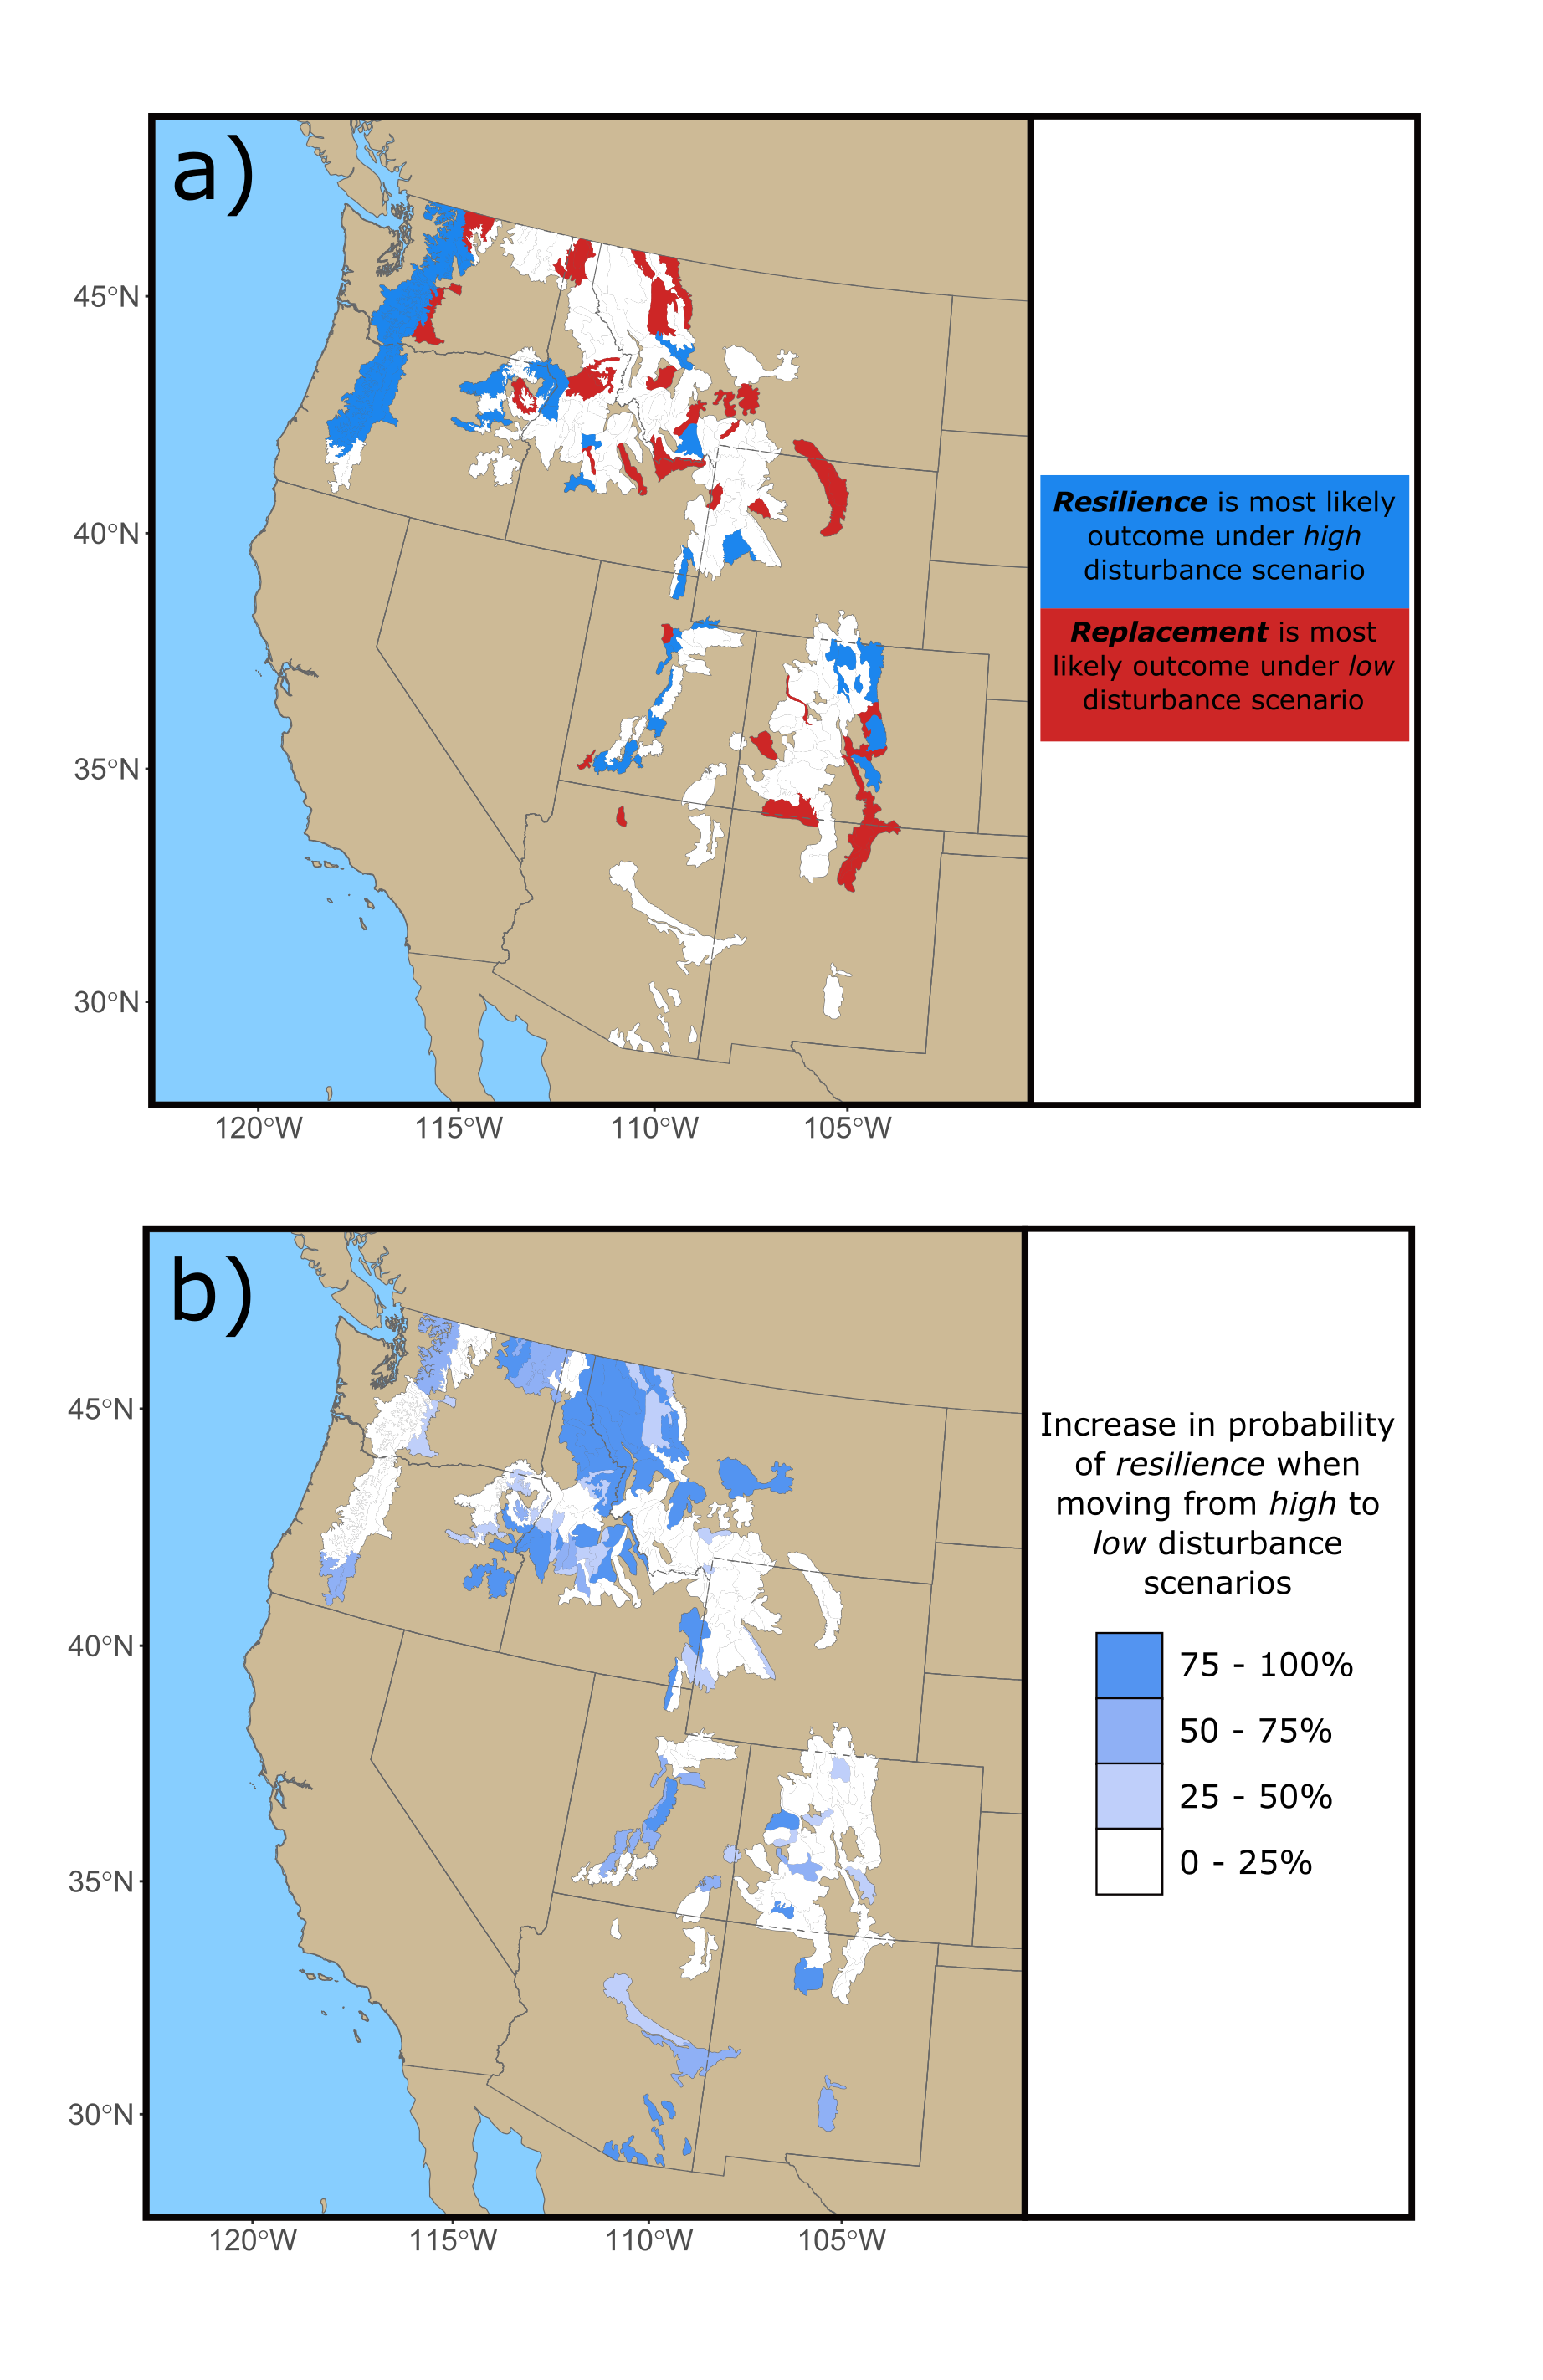 a)
45°N
40°N
35°N
30°N
120°W 115°W 110°W 105°W
Resilience is most likely
outcome under high
disturbance scenario
Replacement is most
likely outcome under low
disturbance scenario
b)
45°N
40°N
35°N
30°N
120°W 115°W 110°W 105°W
Increase in probability
of resilience when
moving from high to
low disturbance
scenarios
75 - 100%
50 - 75%
25 - 50%
0 - 25%